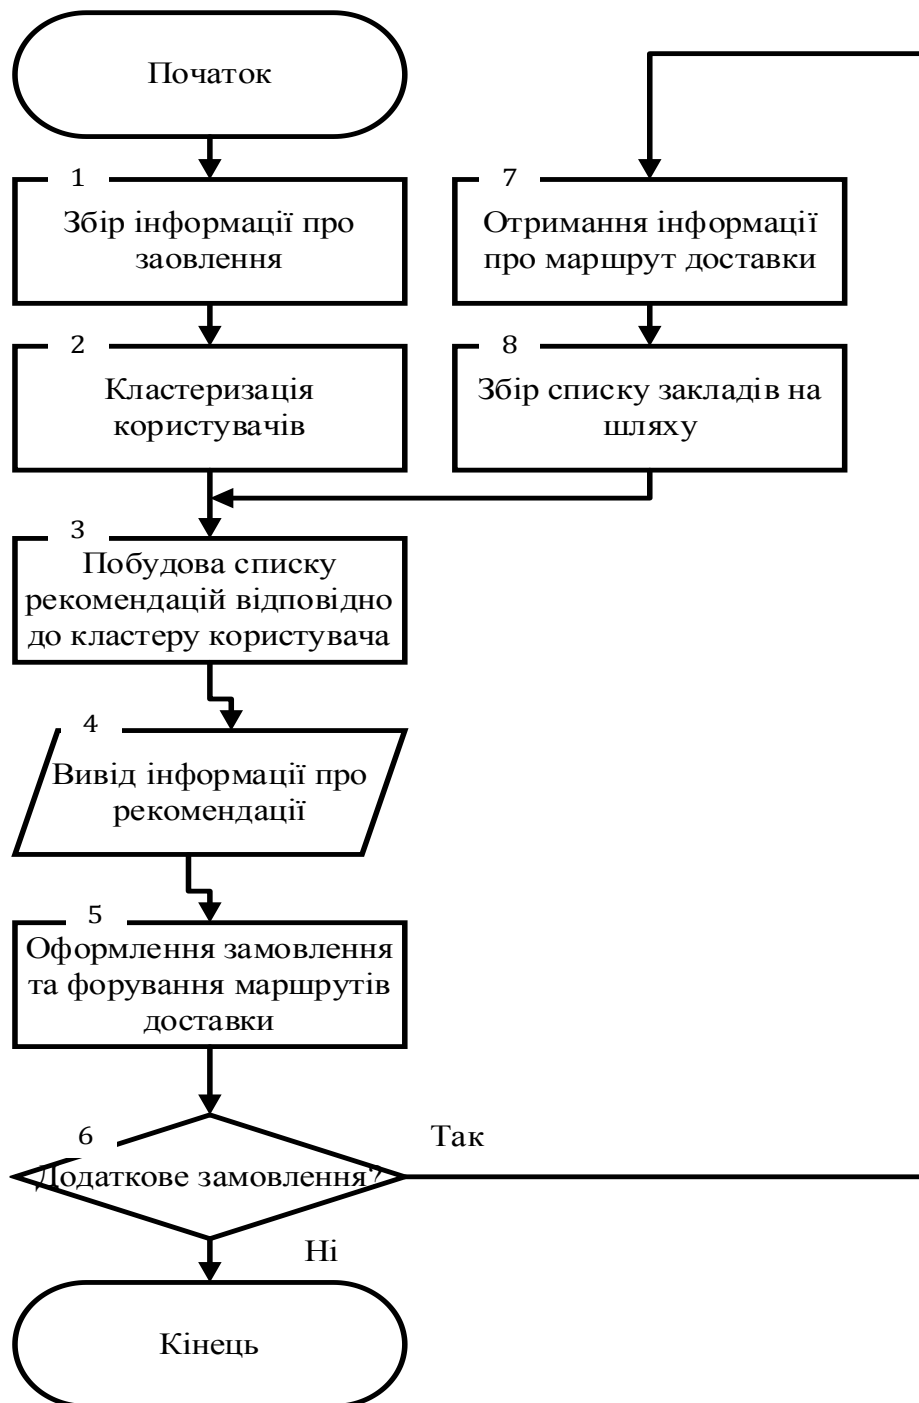 Початок
1
Збір інформації про
заовлення
2
Кластеризація
користувачів
3
Побудова списку
рекомендацій відповідно
до кластеру користувача
4
Вивід інформації про
рекомендації
5
Оформлення замовлення
та форування маршрутів
доставки
6
Додаткове замовлення?
Так
Ні
Кінець
7
Отримання інформації
про маршрут доставки
8
Збір списку закладів на
шляху